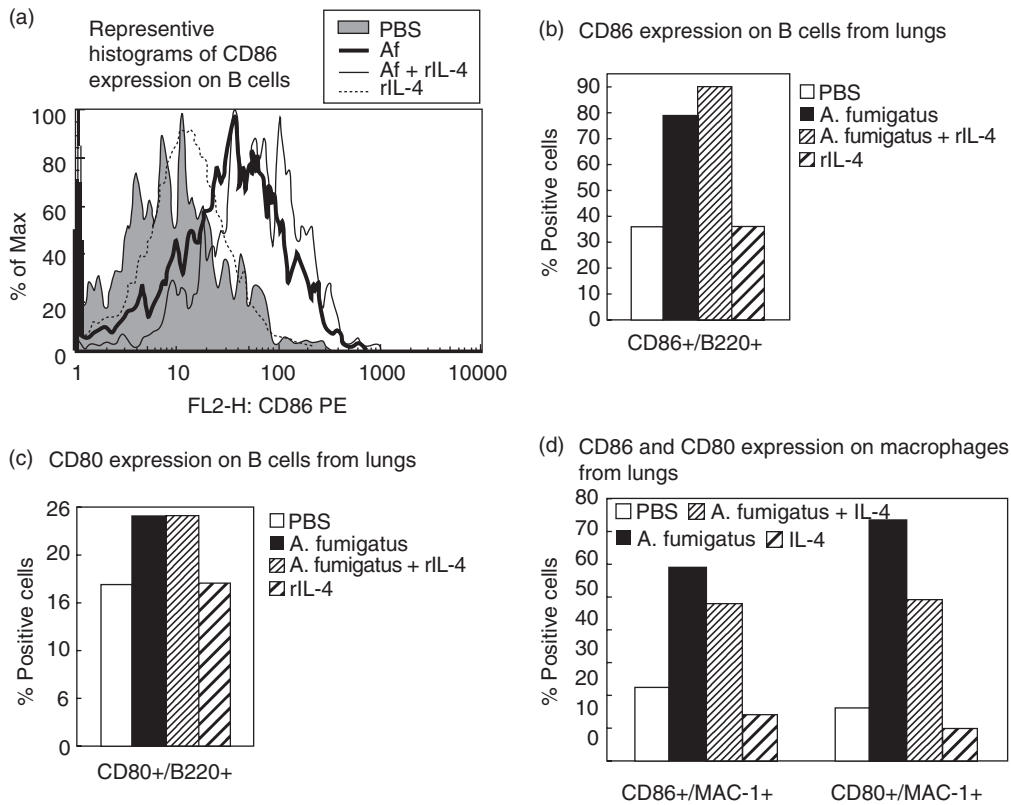 (a)
Representive
histograms of CD86
expression on B cells
PBS
Af
Af + rIL-4
rIL-4
% of Max
100
80
60
40
20
0
1 10 100 1000 10000
FL2-H: CD86 PE
(b) CD86 expression on B cells from lungs
% Positive cells
90
80
70
60
50
40
30
20
10
0
CD86+/B220+
PBS
A. fumigatus
A. fumigatus + rIL-4
rIL-4
(c) CD80 expression on B cells from lungs
% Positive cells
26
20
16
10
6
0
CD80+/B220+
PBS
A. fumigatus
A. fumigatus + rIL-4
rIL-4
(d) CD86 and CD80 expression on macrophages
from lungs
% Positive cells
80
70
60
50
40
30
20
10
0
PBS A. fumigatus + IL-4
A. fumigatus IL-4
CD86+/MAC-1+ CD80+/MAC-1+